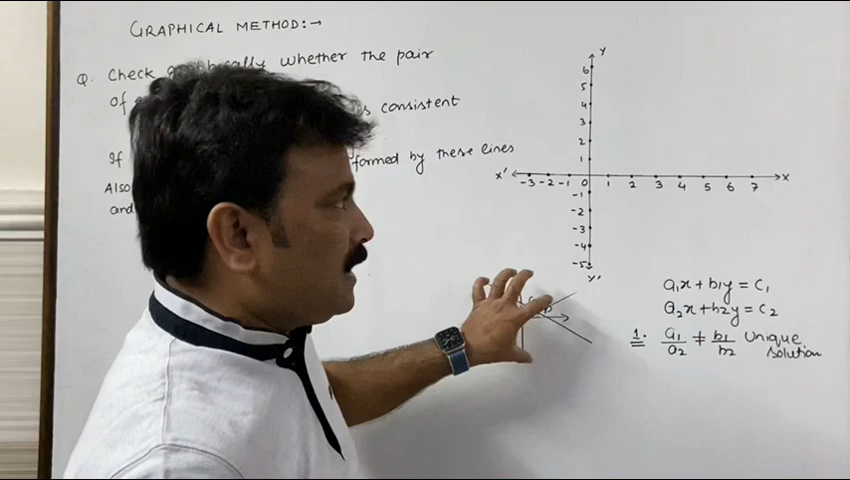 GRAPHICAL METHOD:→
Q. Check whether the pair
of consistent
If formed by these lines
Also
and
Y
6
5
4
3
2
1
X' -3 -2 -1 0 1 2 3 4 5 6 7 X
-1
-2
-3
-4
-5
Y'
a₁x + b₁y = c₁
a₂x + b₂y = c₂
1. a₁/a₂ ≠ b₁/b₂ Unique
solution